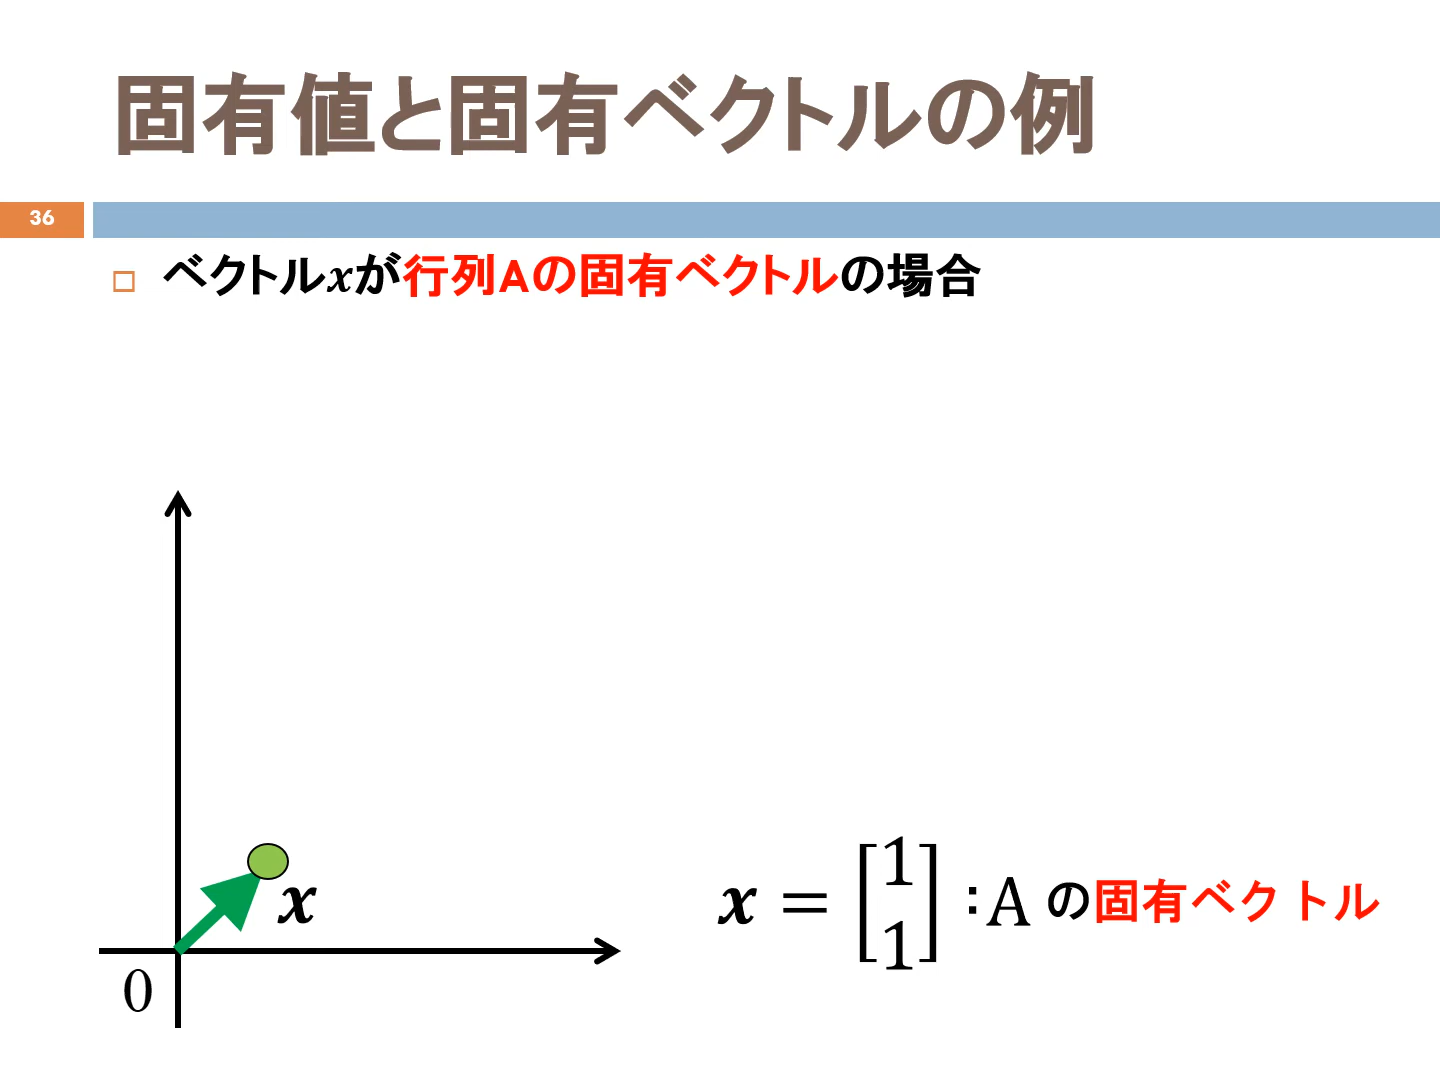 固有値と固有ベクトルの例
36
ベクトルxが行列Aの固有ベクトルの場合
x
0
x = [1 1] :A の固有ベクトル